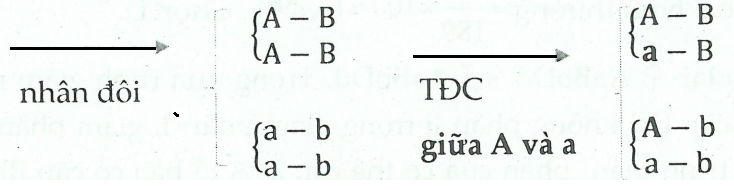 A – B
A – B
nhân đôi
a – b
a – b
TĐC
giữa A và a
A – B
a – B
A – b
a – b